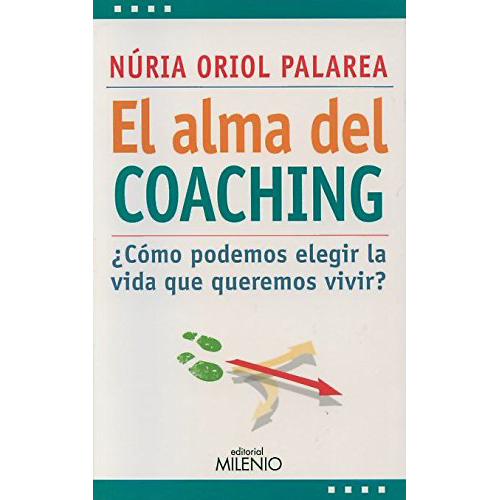 NÚRIA ORIOL PALAREA
El alma del
COACHING
¿Cómo podemos elegir la
vida que queremos vivir?
editorial
MILENIO